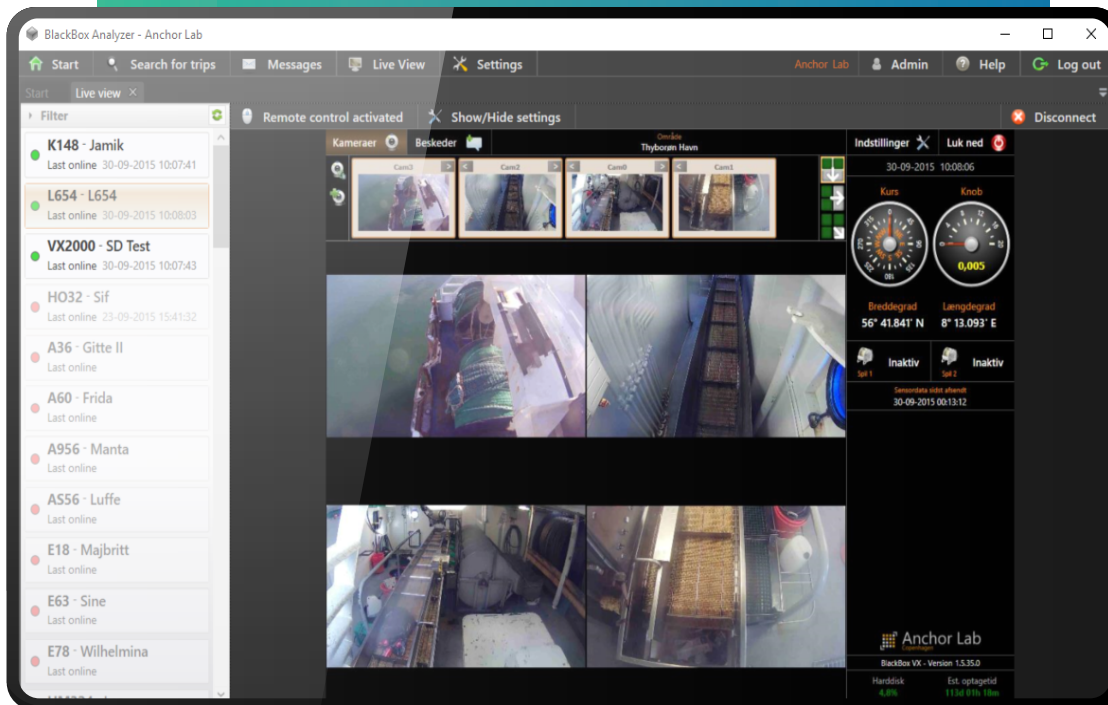 BlackBox Analyzer - Anchor Lab
Start Search for trips Messages Live View Settings Anchor Lab Admin Help Log out
Start Live view
Filter Remote control activated Show/Hide settings Disconnect
K148 - Jamik
Last online 30-09-2015 10:07:41
L654 - L654
Last online 30-09-2015 10:08:03
VX2000 - SD Test
Last online 30-09-2015 10:07:43
HO32 - Sif
Last online 23-09-2015 15:41:32
A36 - Gitte II
Last online
A60 - Frida
Last online
A956 - Manta
Last online
AS56 - Luffe
Last online
E18 - Majbritt
Last online
E63 - Sine
Last online
E78 - Wilhelmina
Last online
Kameraer Beskeder
Område
Thyborøn Havn
Cam3 Cam2 Cam0 Cam1
Indstillinger Luk ned
30-09-2015 10:08:06
Kurs Knob
0,005
Breddegrad Længdegrad
56° 41.841' N 8° 13.093' E
Spil 1 Inaktiv Spil 2 Inaktiv
Sensordata sidst afsendt
30-09-2015 00:13:12
Anchor Lab
Copenhagen
BlackBox VX - Version 1.5.35.0
Harddisk Est. optagetid
4,8% 113d 01h 18m